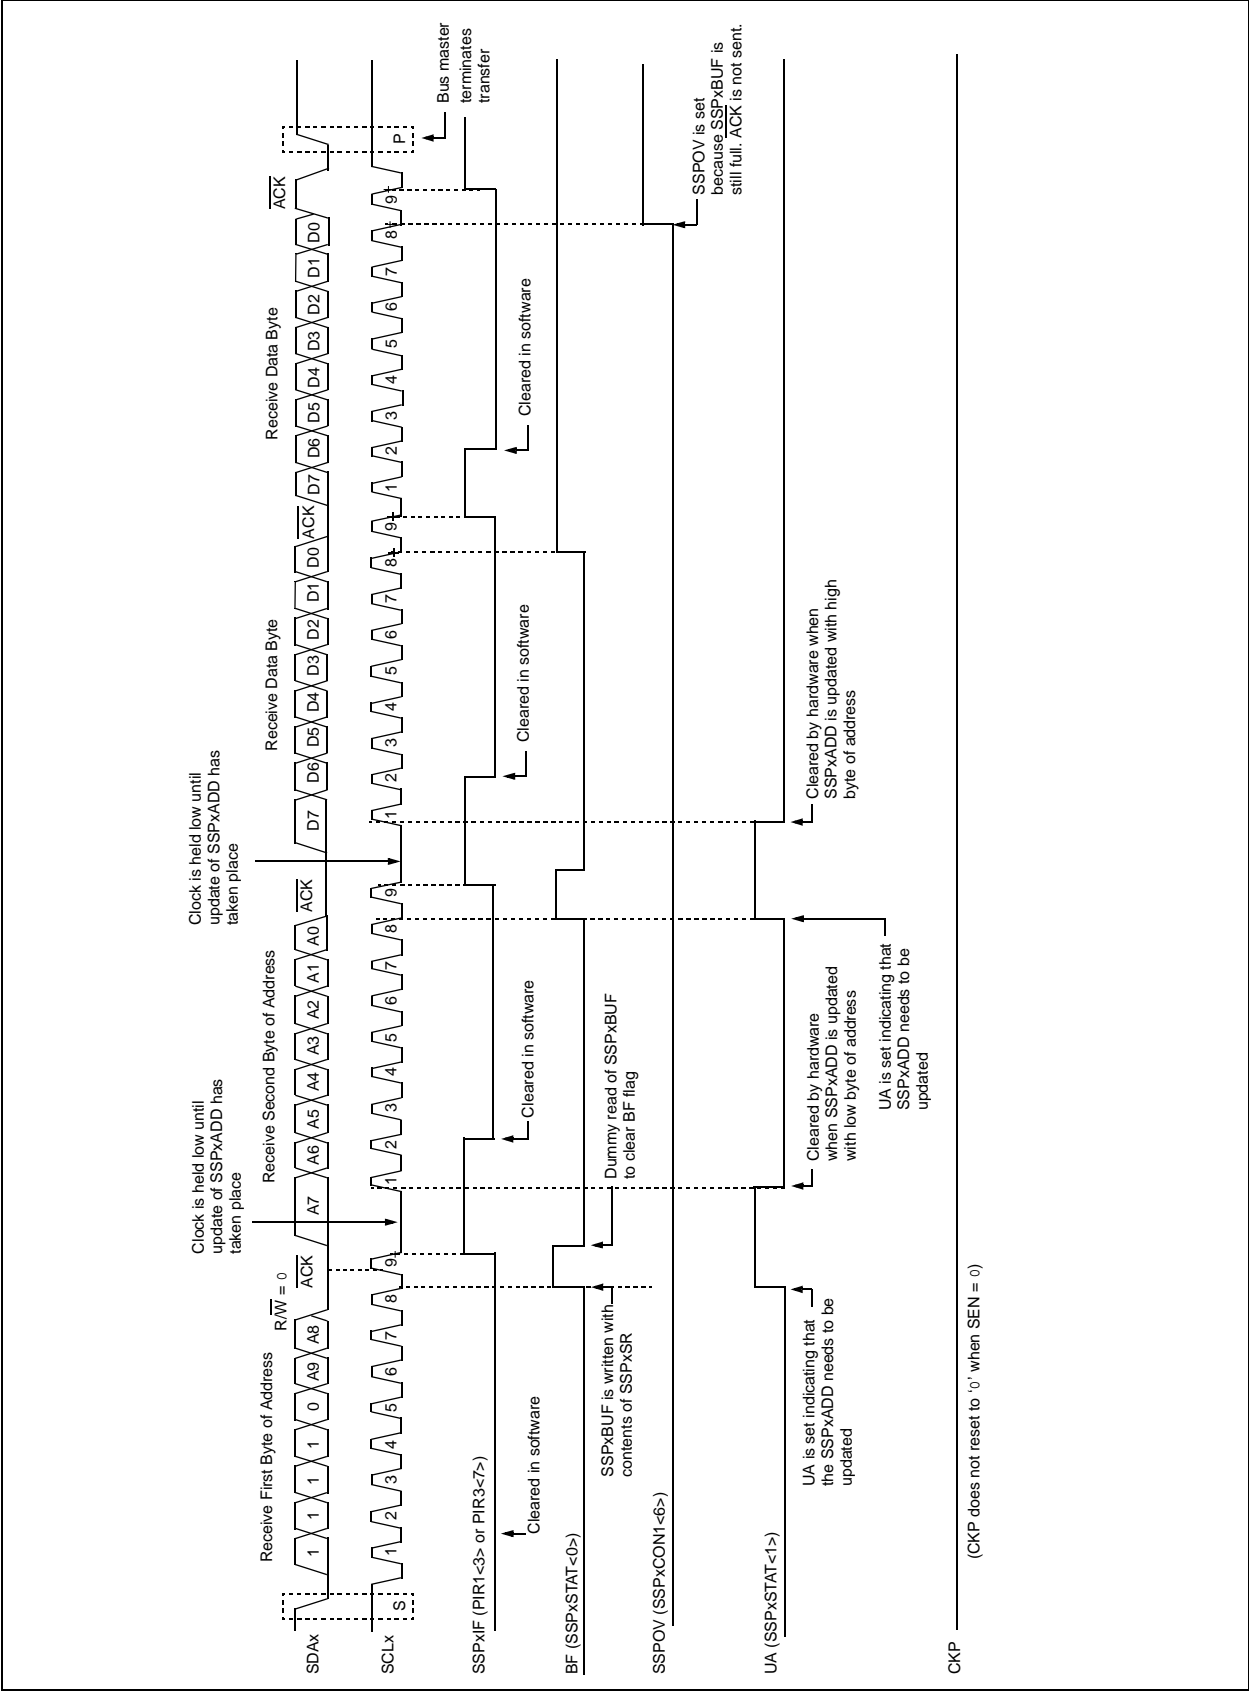 Receive First Byte of Address
R/W = 0
Clock is held low until
update of SSPxADD has
taken place
Receive Second Byte of Address
Clock is held low until
update of SSPxADD has
taken place
Receive Data Byte
Receive Data Byte
SDAx
1 1 1 1 0 A9 A8 ACK A7 A6 A5 A4 A3 A2 A1 A0 ACK D7 D6 D5 D4 D3 D2 D1 D0 ACK D7 D6 D5 D4 D3 D2 D1 D0 ACK
SCLx
S 1 2 3 4 5 6 7 8 9 1 2 3 4 5 6 7 8 9 1 2 3 4 5 6 7 8 9 1 2 3 4 5 6 7 8 9 P
Bus master
terminates
transfer
SSPxIF (PIR1<3> or PIR3<7>)
Cleared in software
Cleared in software
Cleared in software
Cleared in software
BF (SSPxSTAT<0>)
SSPxBUF is written with
contents of SSPxSR
Dummy read of SSPxBUF
to clear BF flag
SSPOV (SSPxCON1<6>)
SSPOV is set
because SSPxBUF is
still full. ACK is not sent.
UA (SSPxSTAT<1>)
UA is set indicating that
the SSPxADD needs to be
updated
Cleared by hardware
when SSPxADD is updated
with low byte of address
UA is set indicating that
SSPxADD needs to be
updated
Cleared by hardware when
SSPxADD is updated with high
byte of address
CKP
(CKP does not reset to ‘0’ when SEN = 0)